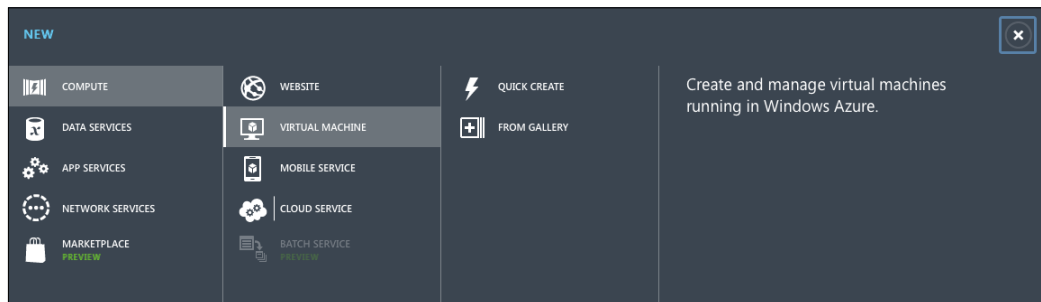 NEW
COMPUTE
DATA SERVICES
APP SERVICES
NETWORK SERVICES
MARKETPLACE
PREVIEW
WEBSITE
VIRTUAL MACHINE
MOBILE SERVICE
CLOUD SERVICE
BATCH SERVICE
PREVIEW
QUICK CREATE
FROM GALLERY
Create and manage virtual machines
running in Windows Azure.